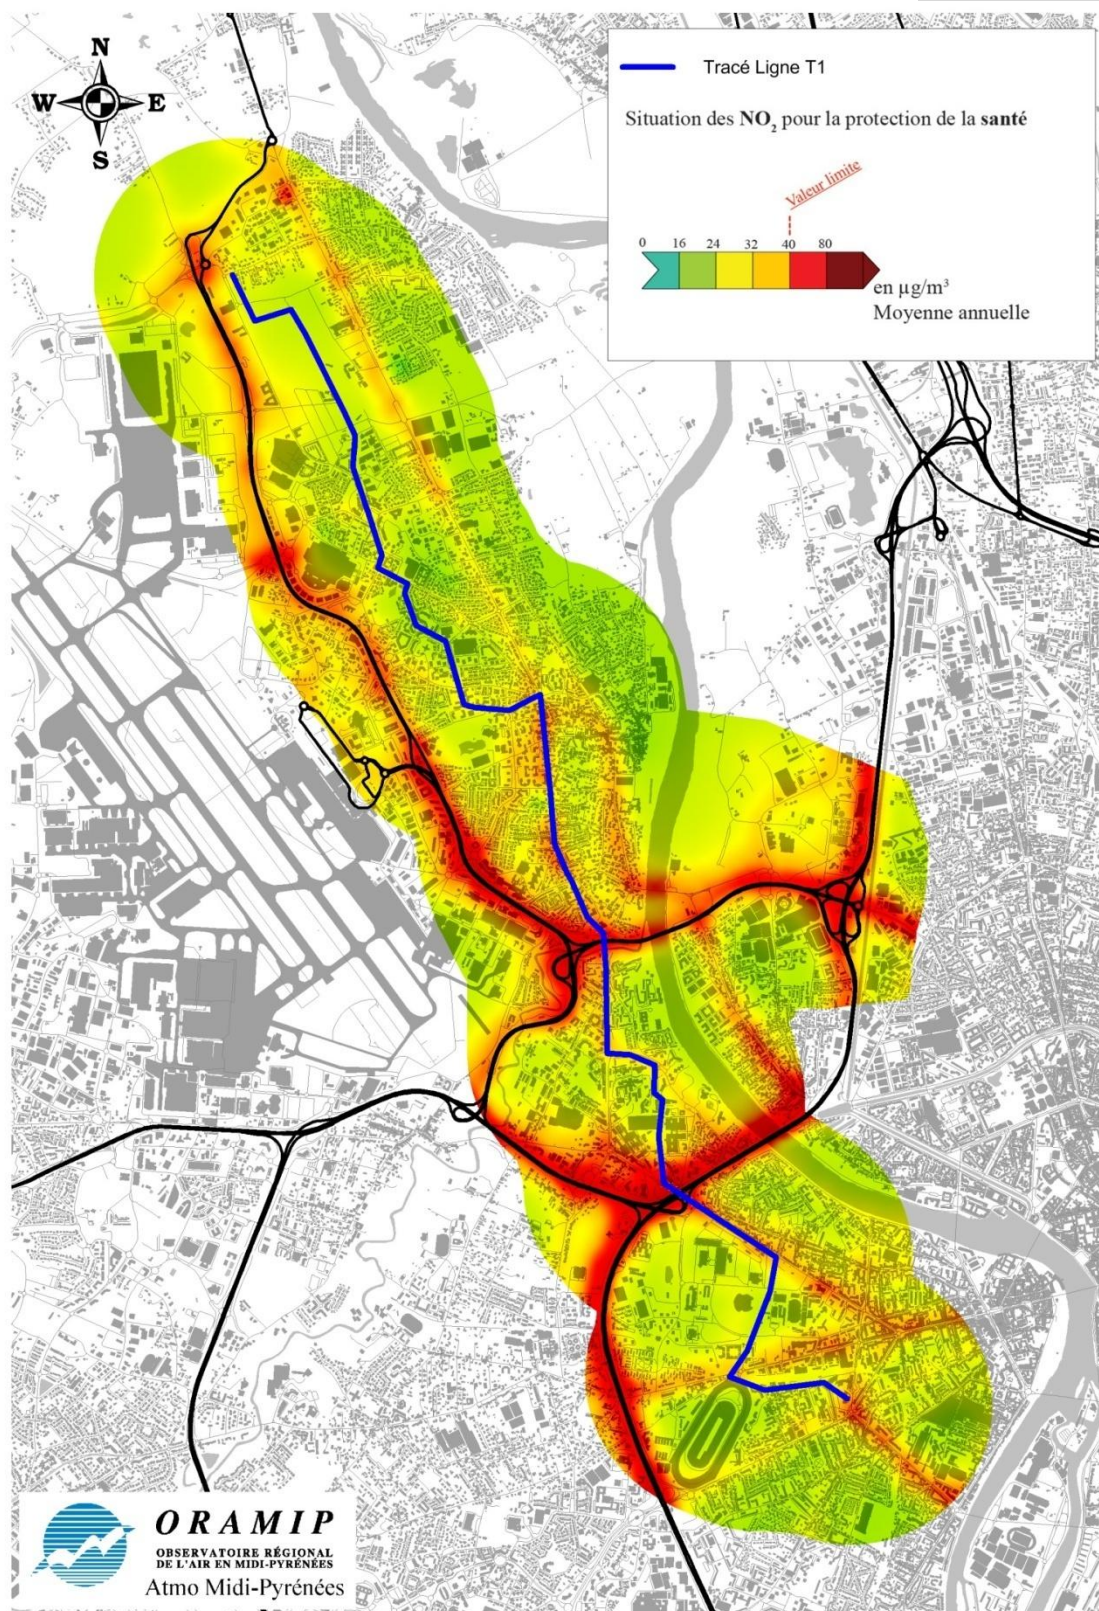 N
W E
S
Tracé Ligne T1
Situation des NO2 pour la protection de la santé
Valeur limite
0 16 24 32 40 80
en µg/m³
Moyenne annuelle
ORAMIP
OBSERVATOIRE RÉGIONAL
DE L'AIR EN MIDI-PYRÉNÉES
Atmo Midi-Pyrénées